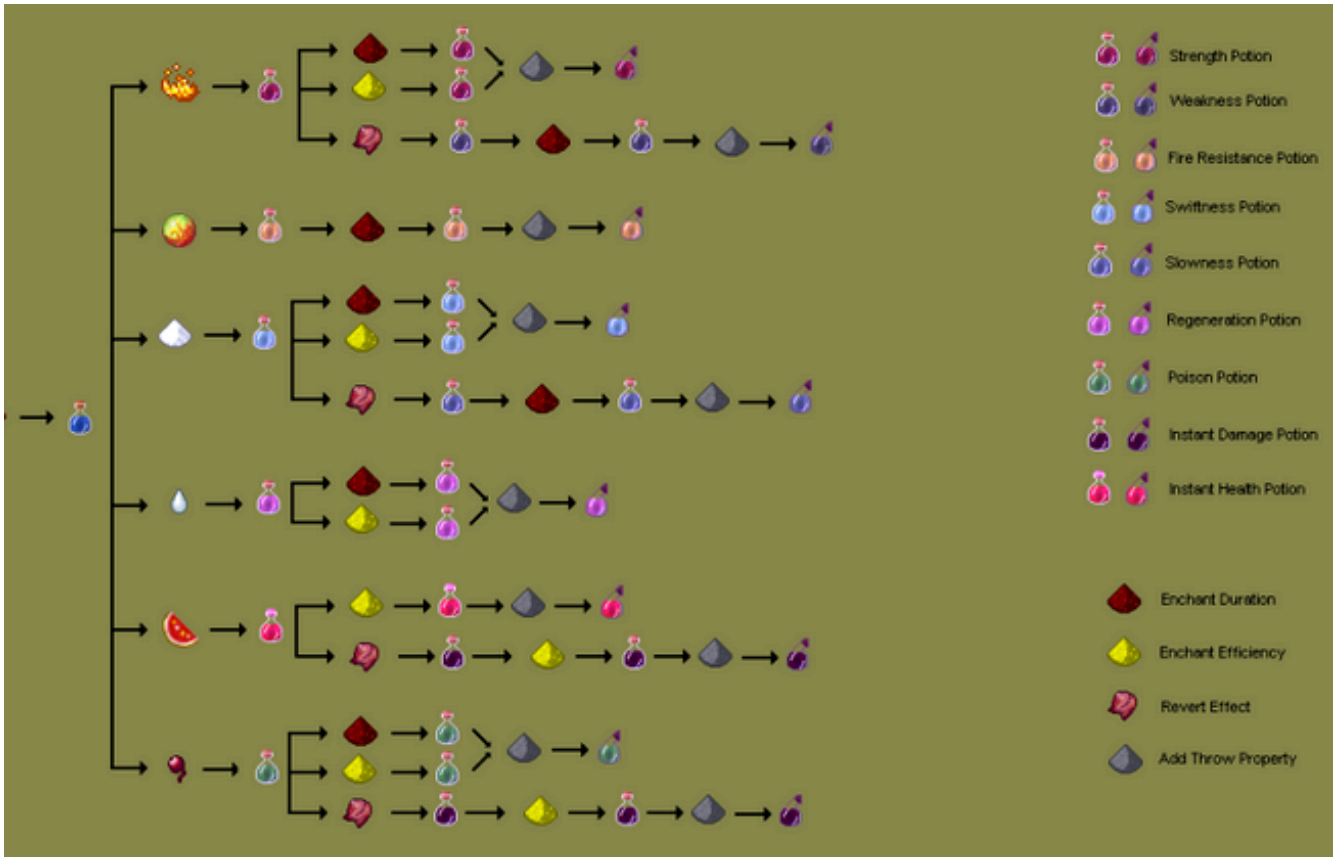 Strength Potion
Weakness Potion
Fire Resistance Potion
Swiftness Potion
Slowness Potion
Regeneration Potion
Poison Potion
Instant Damage Potion
Instant Health Potion
Enchant Duration
Enchant Efficiency
Revert Effect
Add Throw Property